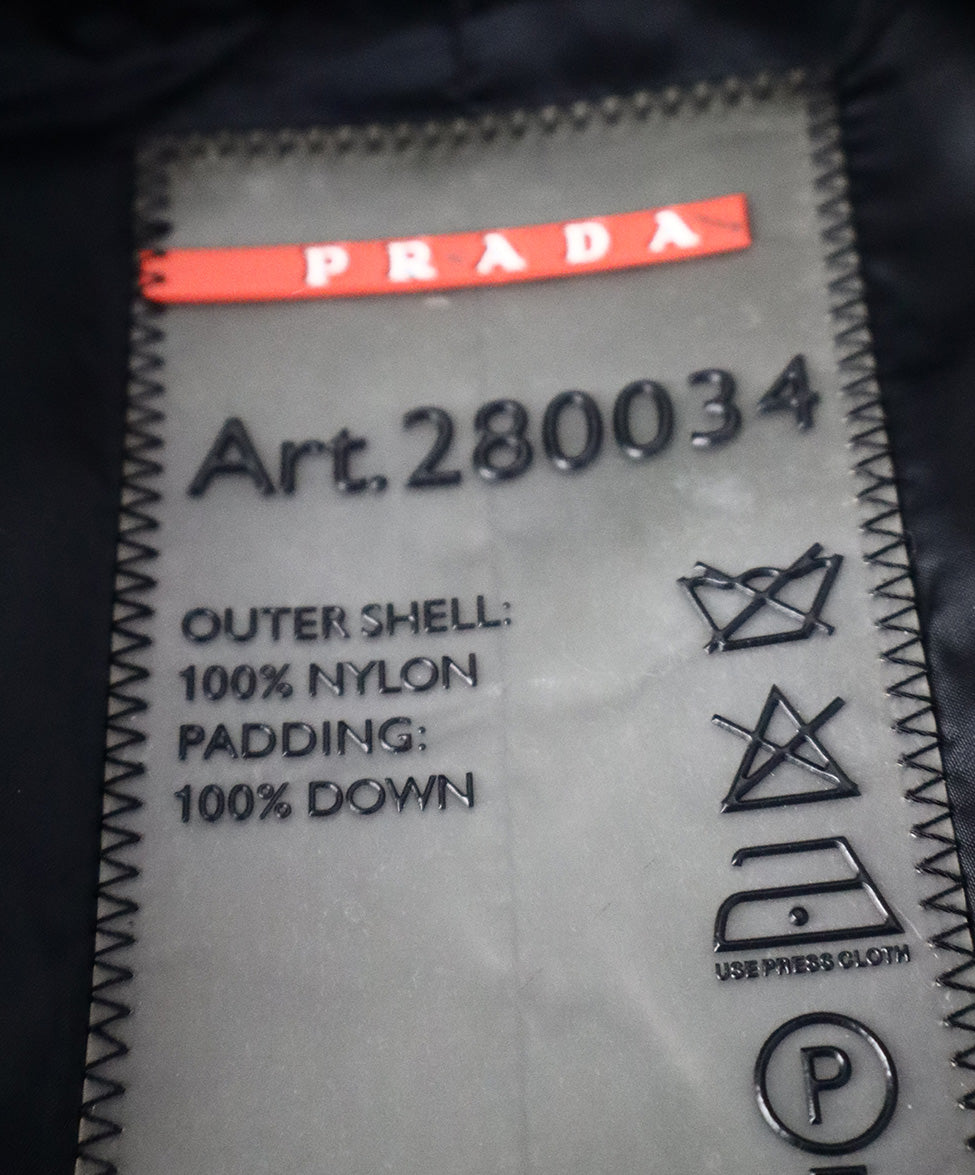 PRADA
Art.280034
OUTER SHELL:
100% NYLON
PADDING:
100% DOWN
USE PRESS CLOTH
P